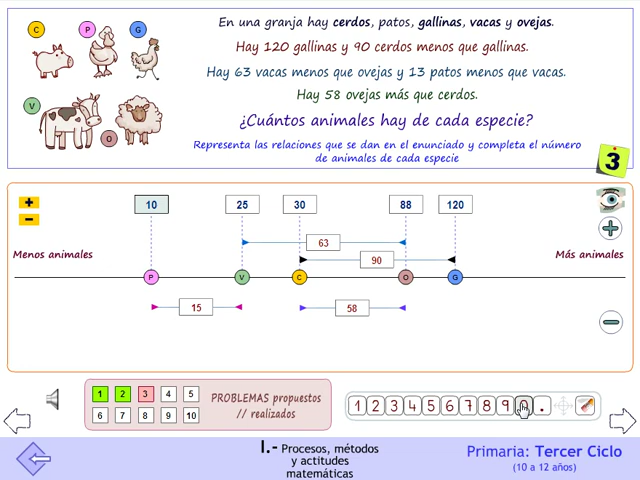 C P G
En una granja hay cerdos, patos, gallinas, vacas y ovejas.
Hay 120 gallinas y 90 cerdos menos que gallinas.
Hay 63 vacas menos que ovejas y 13 patos menos que vacas.
Hay 58 ovejas más que cerdos.
V
O
¿Cuántos animales hay de cada especie?
Representa las relaciones que se dan en el enunciado y completa el número
de animales de cada especie
3
10 25 30 88 120
63
Menos animales
90
Más animales
P V C O G
15 58
1 2 3 4 5
6 7 8 9 10
PROBLEMAS propuestos
// realizados
1 2 3 4 5 6 7 8 9 0 .
I.- Procesos, métodos
y actitudes
matemáticas
Primaria: Tercer Ciclo
(10 a 12 años)